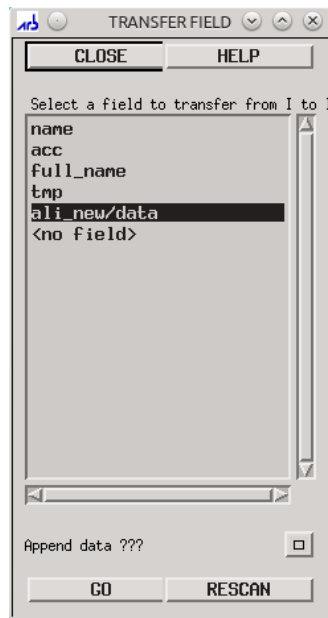 arb TRANSFER FIELD
CLOSE HELP
Select a field to transfer from I to
name
acc
full_name
tmp
ali_new/data
<no field>
Append data ???
GO RESCAN